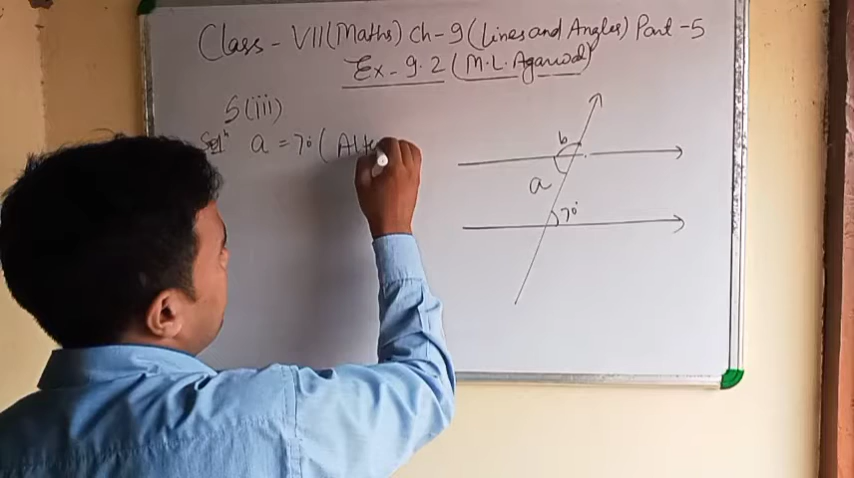 Class - VII (Maths) Ch-9 (Lines and Angles) Part -5
Ex - 9.2 (M.L. Agarwal)
5(iii)
Solⁿ a = 70° ( Alte
b
a
70°